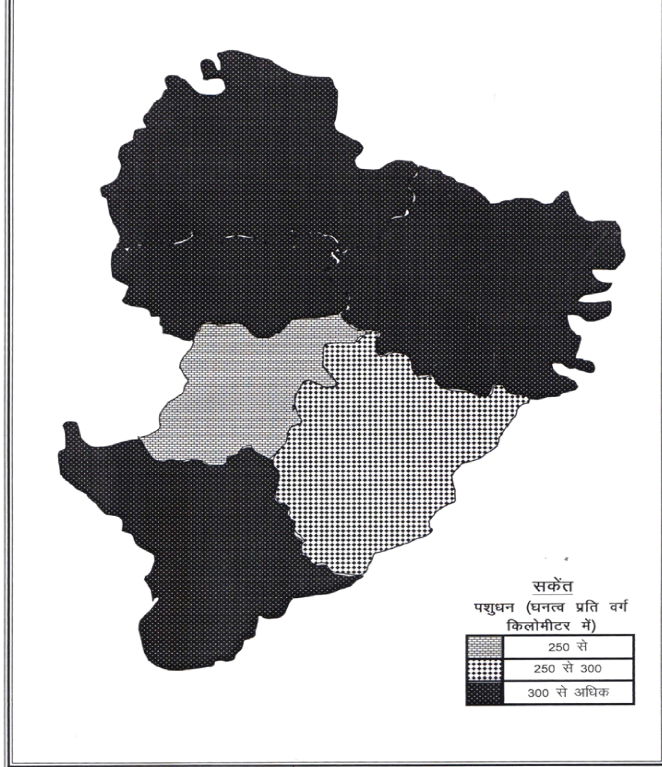 सकेंत
पशुधन (घनत्व प्रति वर्ग
किलोमीटर में)
250 से
250 से 300
300 से अधिक